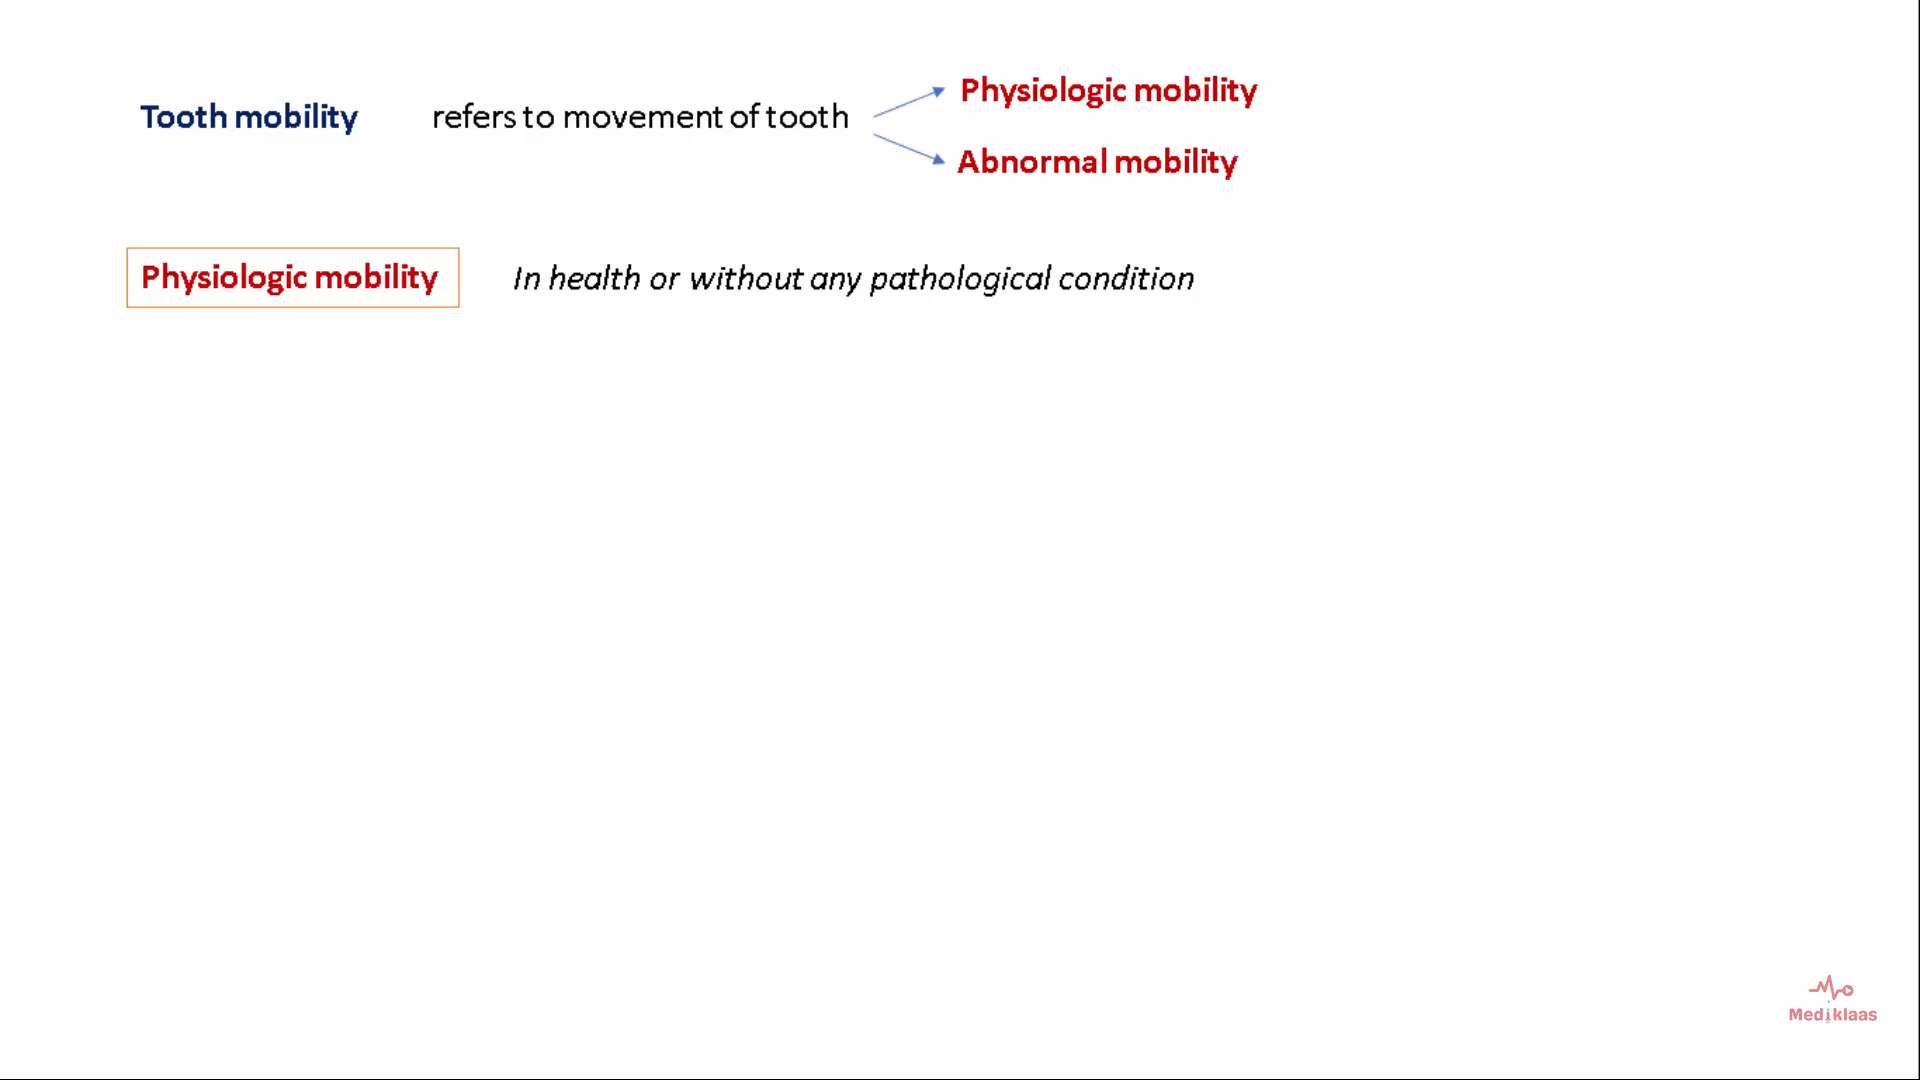 Tooth mobility refers to movement of tooth
Physiologic mobility
Abnormal mobility
Physiologic mobility In health or without any pathological condition
Mediklaas